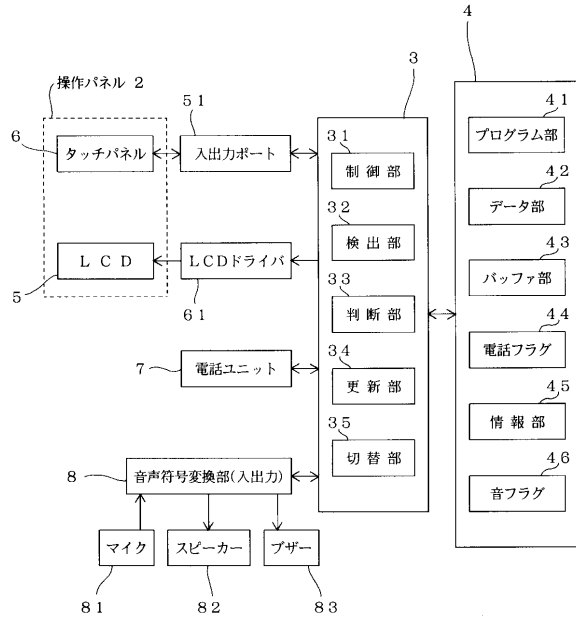 操作パネル 2
6
タッチパネル
51
入出力ポート
5
LCD
LCDドライバ
61
7
電話ユニット
8
音声符号変換部(入出力)
マイク
81
スピーカー
82
ブザー
83
3
31
制御部
32
検出部
33
判断部
34
更新部
35
切替部
4
41
プログラム部
42
データ部
43
バッファ部
44
電話フラグ
45
情報部
46
音フラグ